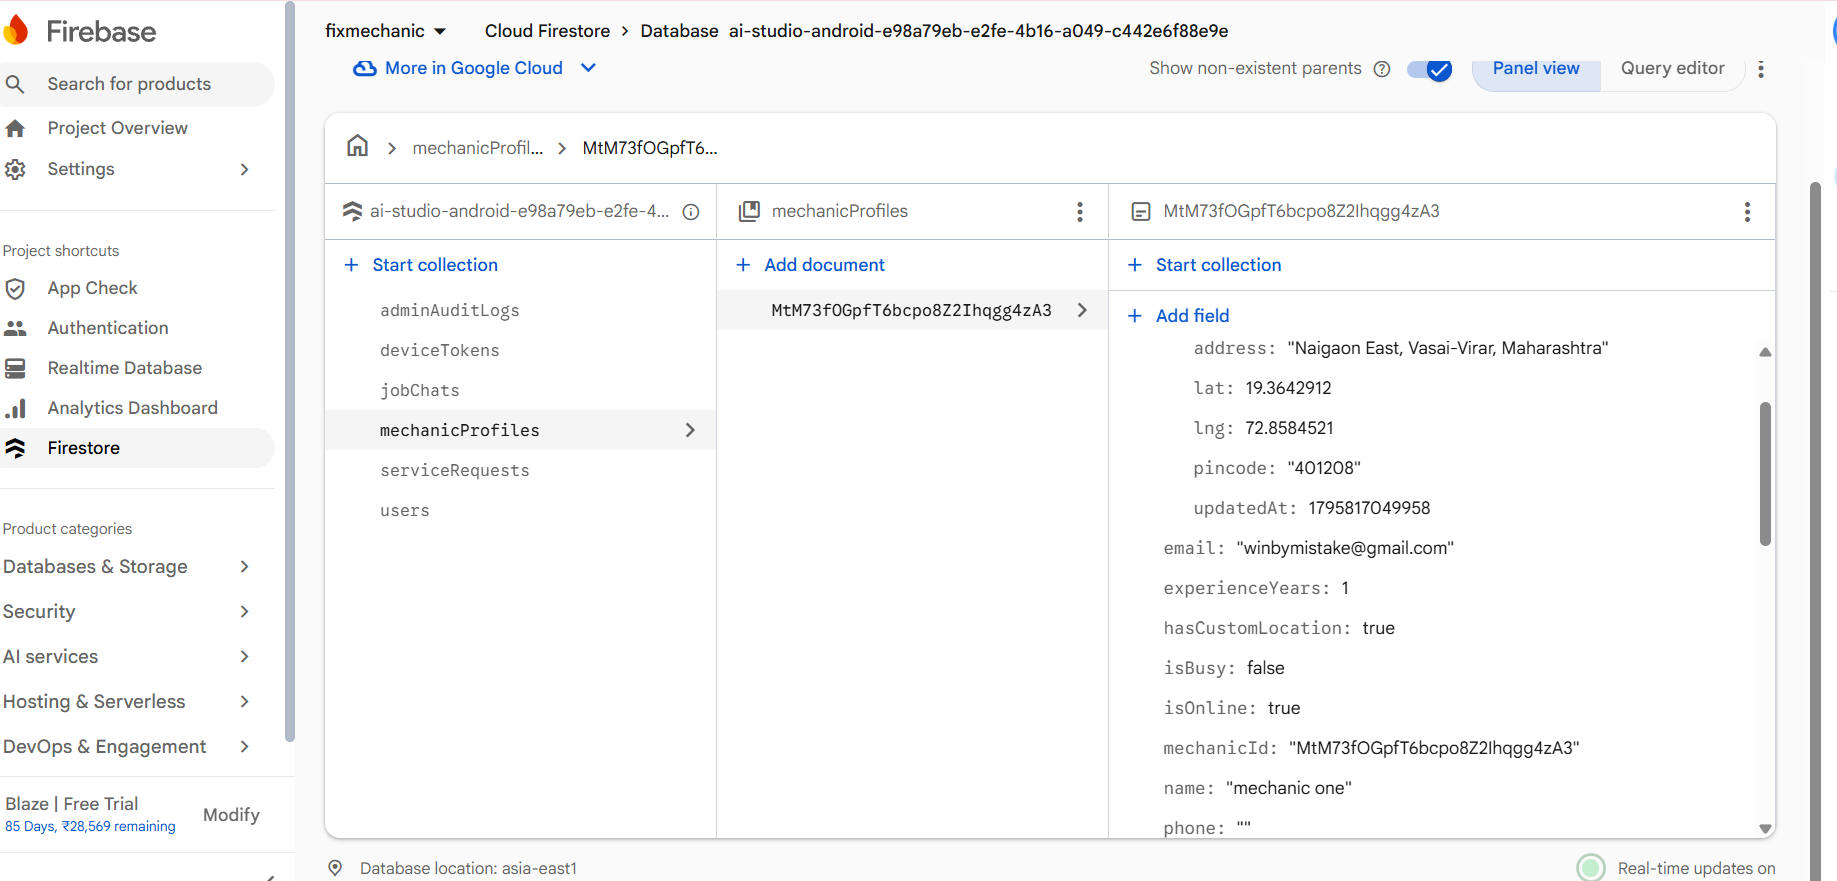 Firebase
Search for products
Project Overview
Settings
Project shortcuts
App Check
Authentication
Realtime Database
Analytics Dashboard
Firestore
Product categories
Databases & Storage
Security
AI services
Hosting & Serverless
DevOps & Engagement
Blaze | Free Trial
85 Days, ₹28,569 remaining
Modify
fixmechanic
Cloud Firestore > Database ai-studio-android-e98a79eb-e2fe-4b16-a049-c442e6f88e9e
More in Google Cloud
Show non-existent parents
Panel view
Query editor
mechanicProfil... > MtM73fOGpfT6...
ai-studio-android-e98a79eb-e2fe-4...
+ Start collection
adminAuditLogs
deviceTokens
jobChats
mechanicProfiles
serviceRequests
users
mechanicProfiles
+ Add document
MtM73fOGpfT6bcpo8Z2Ihqgg4zA3
MtM73fOGpfT6bcpo8Z2Ihqgg4zA3
+ Start collection
+ Add field
address: "Naigaon East, Vasai-Virar, Maharashtra"
lat: 19.3642912
lng: 72.8584521
pincode: "401208"
updatedAt: 1795817049958
email: "winbymistake@gmail.com"
experienceYears: 1
hasCustomLocation: true
isBusy: false
isOnline: true
mechanicId: "MtM73fOGpfT6bcpo8Z2Ihqgg4zA3"
name: "mechanic one"
phone: ""
Database location: asia-east1
Real-time updates on